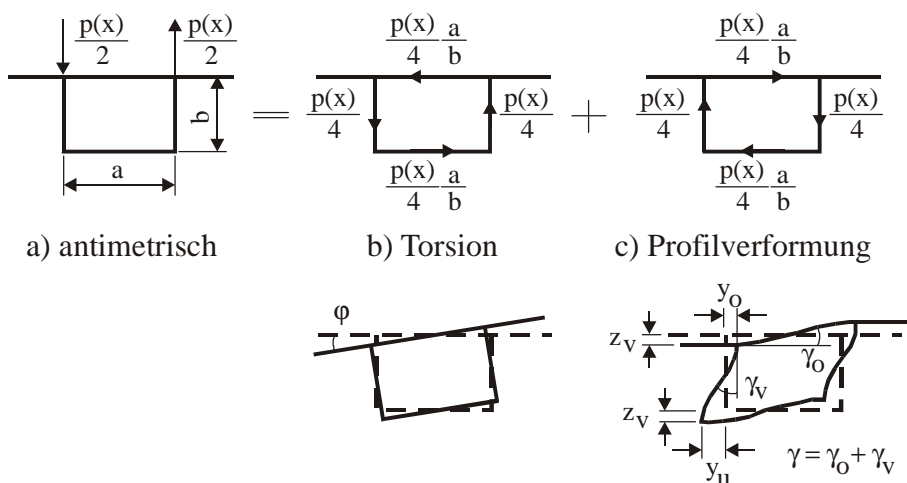 p(x)/2 p(x)/2
a
b
=
p(x)/4 a/b
p(x)/4
p(x)/4
p(x)/4 a/b
+
p(x)/4 a/b
p(x)/4
p(x)/4
p(x)/4 a/b
a) antimetrisch
b) Torsion
c) Profilverformung
φ
y_o
z_v
γ_o
γ_v
z_v
y_u
γ = γ_o + γ_v